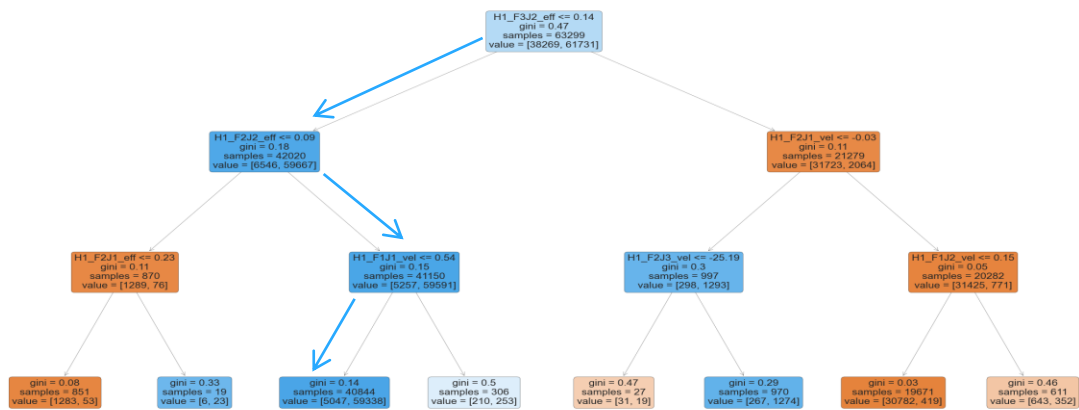 H1_F3J2_eff <= 0.14
gini = 0.47
samples = 63299
value = [38269, 61731]
H1_F2J2_eff <= 0.09
gini = 0.18
samples = 42020
value = [6546, 59667]
H1_F2J1_vel <= -0.03
gini = 0.11
samples = 21279
value = [31723, 2064]
H1_F2J1_eff <= 0.23
gini = 0.11
samples = 870
value = [1289, 76]
H1_F1J1_vel <= 0.54
gini = 0.15
samples = 41150
value = [5257, 59591]
H1_F2J3_vel <= -25.19
gini = 0.3
samples = 997
value = [298, 1293]
H1_F1J2_vel <= 0.15
gini = 0.05
samples = 20282
value = [31425, 771]
gini = 0.08
samples = 851
value = [1283, 53]
gini = 0.33
samples = 19
value = [6, 23]
gini = 0.14
samples = 40844
value = [5047, 59338]
gini = 0.5
samples = 306
value = [210, 253]
gini = 0.47
samples = 27
value = [31, 19]
gini = 0.29
samples = 970
value = [267, 1274]
gini = 0.03
samples = 19671
value = [30782, 419]
gini = 0.46
samples = 611
value = [643, 352]